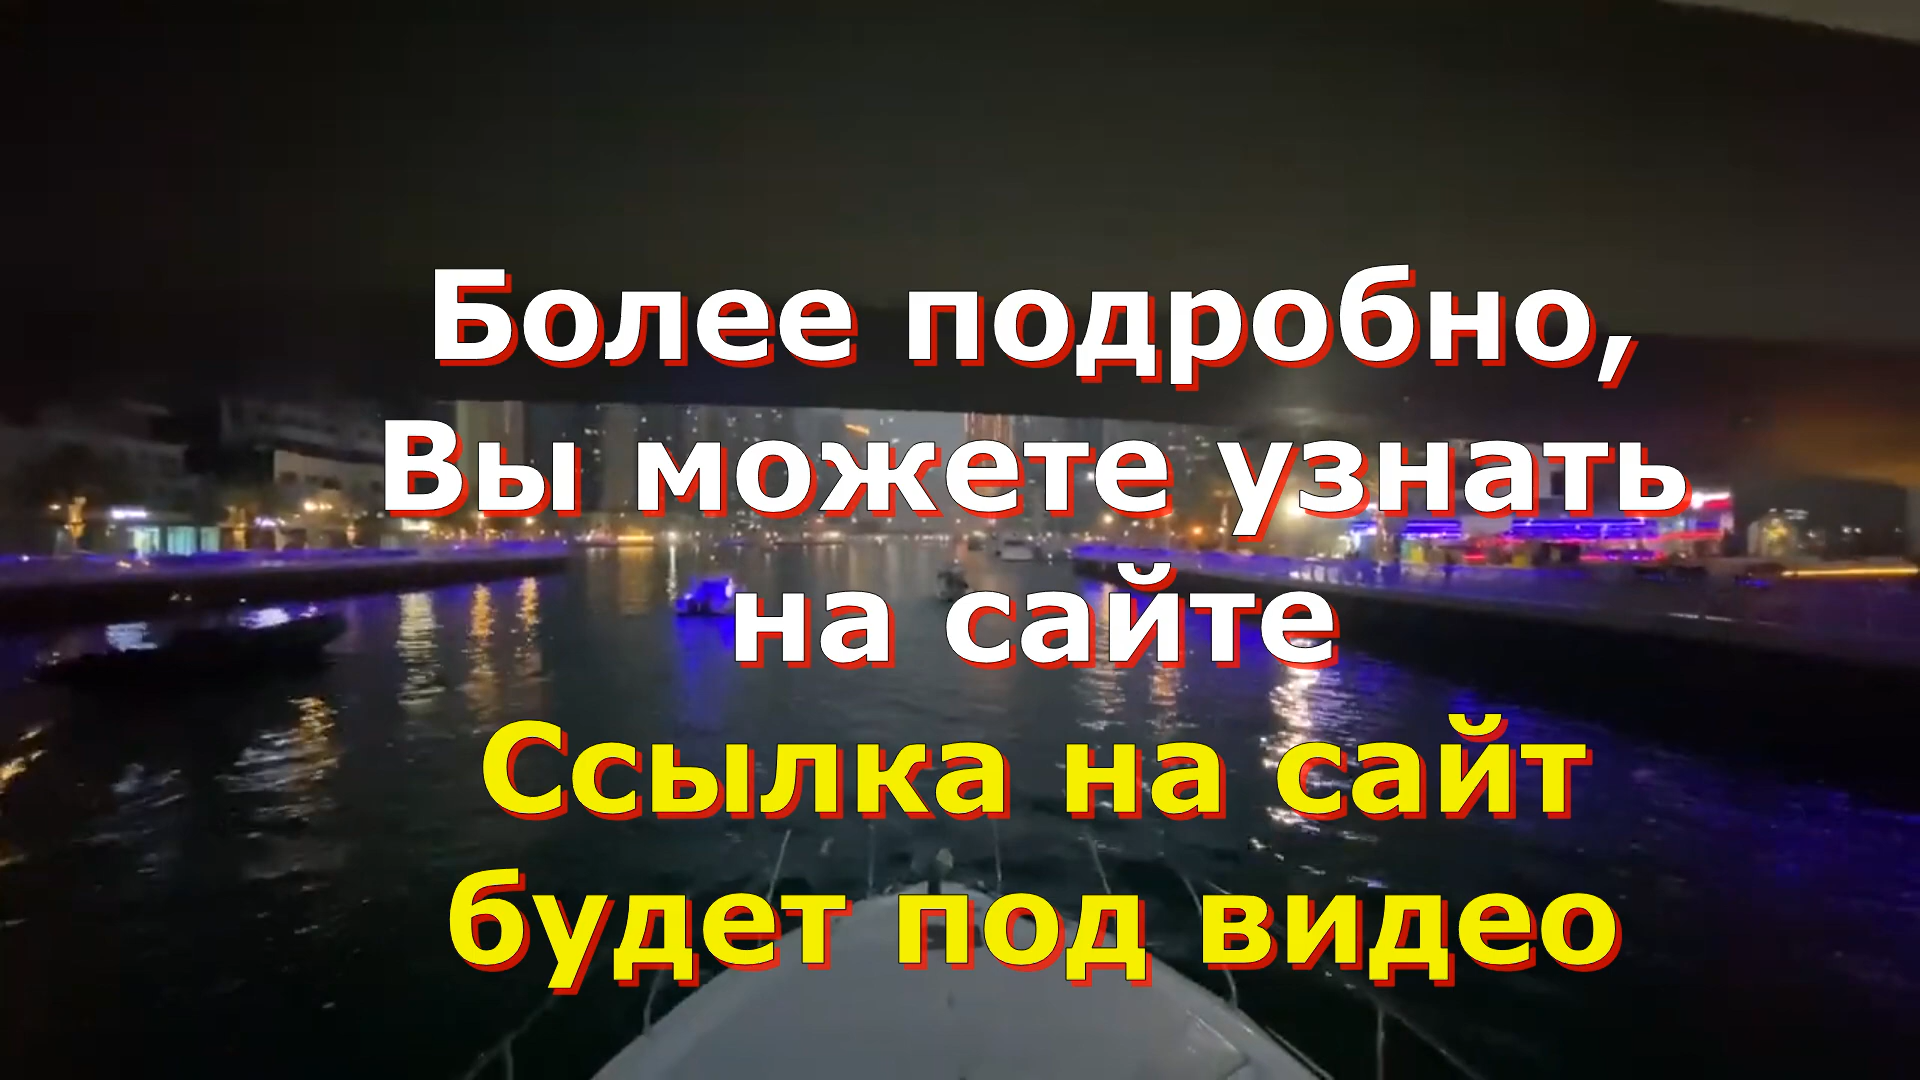 Более подробно,
Вы можете узнать
на сайте
Ссылка на сайт
будет под видео